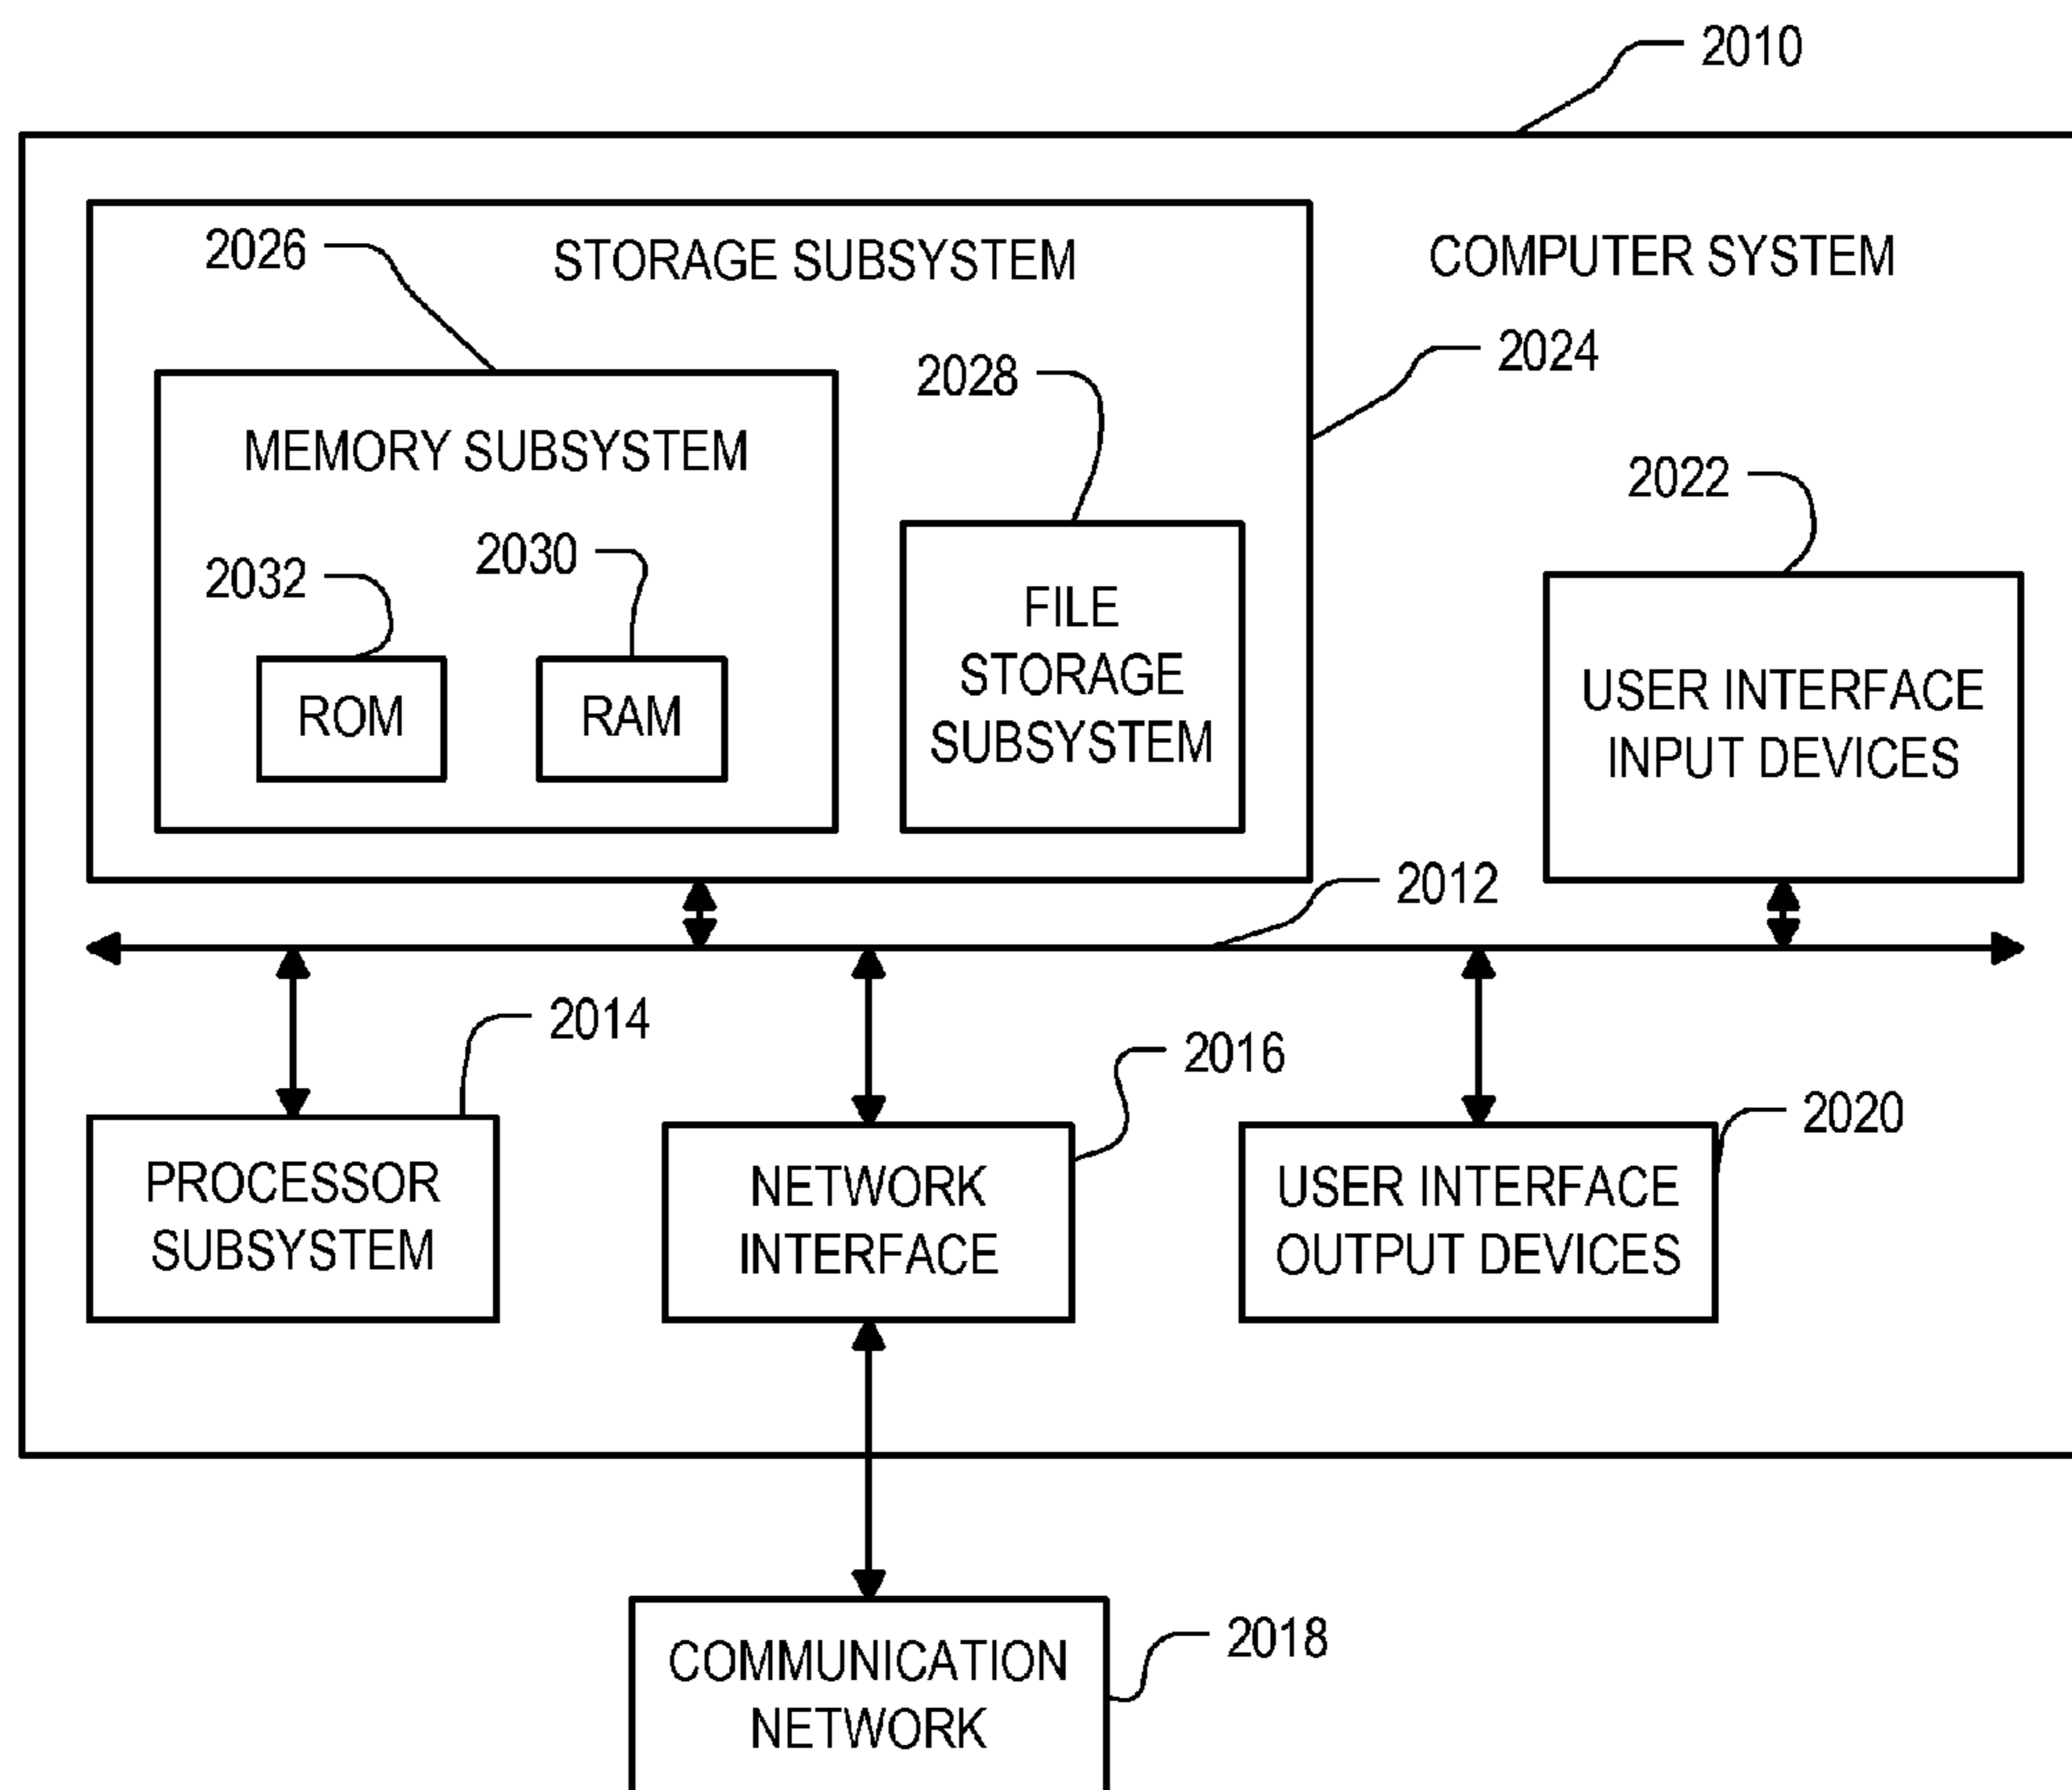 2010
2026
STORAGE SUBSYSTEM
COMPUTER SYSTEM
2024
2028
MEMORY SUBSYSTEM
2022
2032
2030
FILE
STORAGE
SUBSYSTEM
ROM
RAM
USER INTERFACE
INPUT DEVICES
2012
2014
2016
2020
PROCESSOR
SUBSYSTEM
NETWORK
INTERFACE
USER INTERFACE
OUTPUT DEVICES
2018
COMMUNICATION
NETWORK